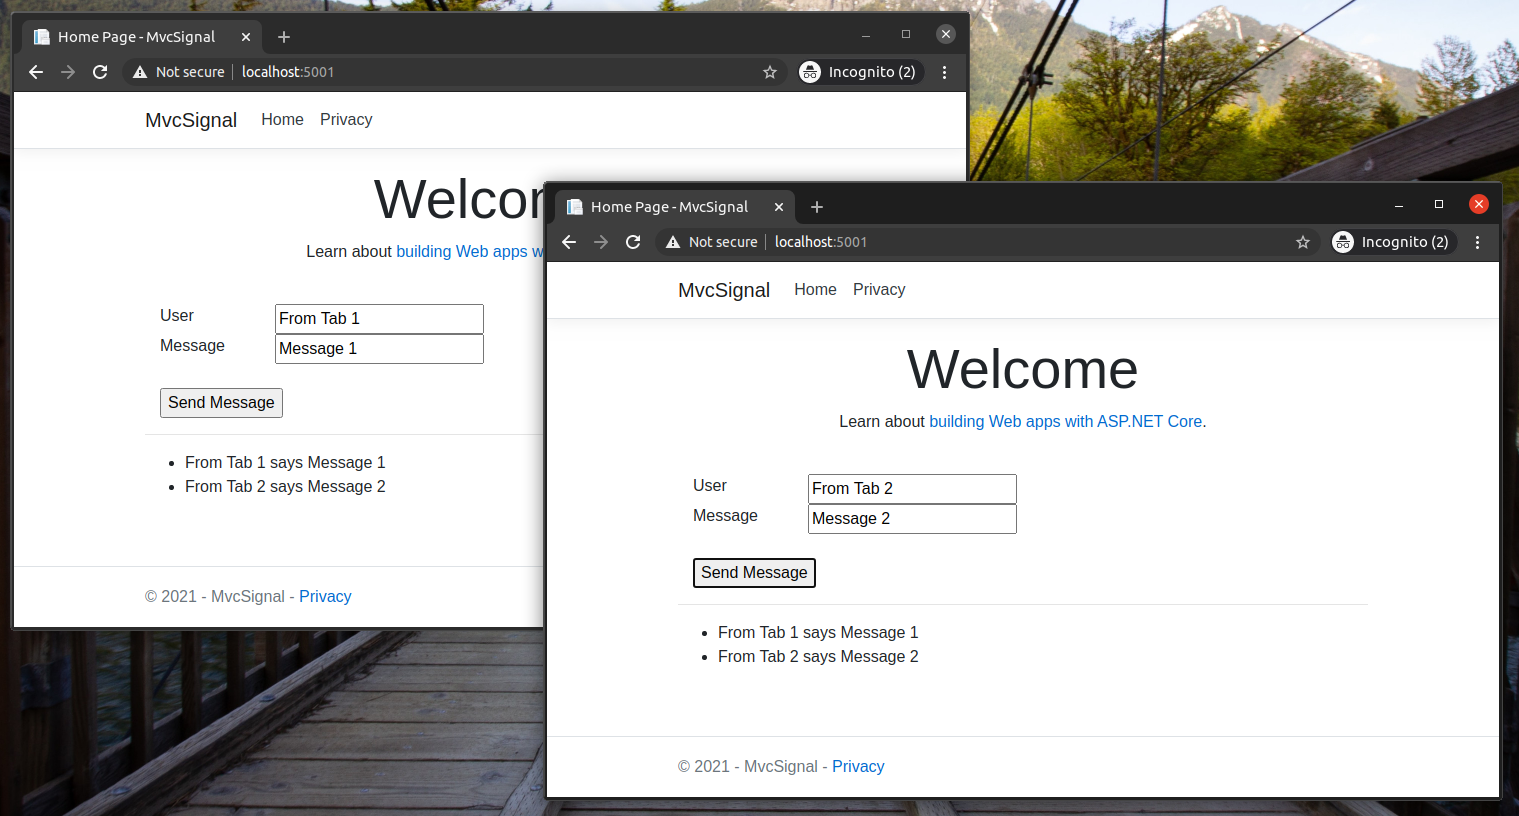 Home Page - MvcSignal
Not secure localhost:5001 Incognito (2)
MvcSignal Home Privacy
Welcom
Learn about building Web apps w
User From Tab 1
Message Message 1
Send Message
From Tab 1 says Message 1
From Tab 2 says Message 2
© 2021 - MvcSignal - Privacy
Home Page - MvcSignal
Not secure localhost:5001 Incognito (2)
MvcSignal Home Privacy
Welcome
Learn about building Web apps with ASP.NET Core.
User From Tab 2
Message Message 2
Send Message
From Tab 1 says Message 1
From Tab 2 says Message 2
© 2021 - MvcSignal - Privacy